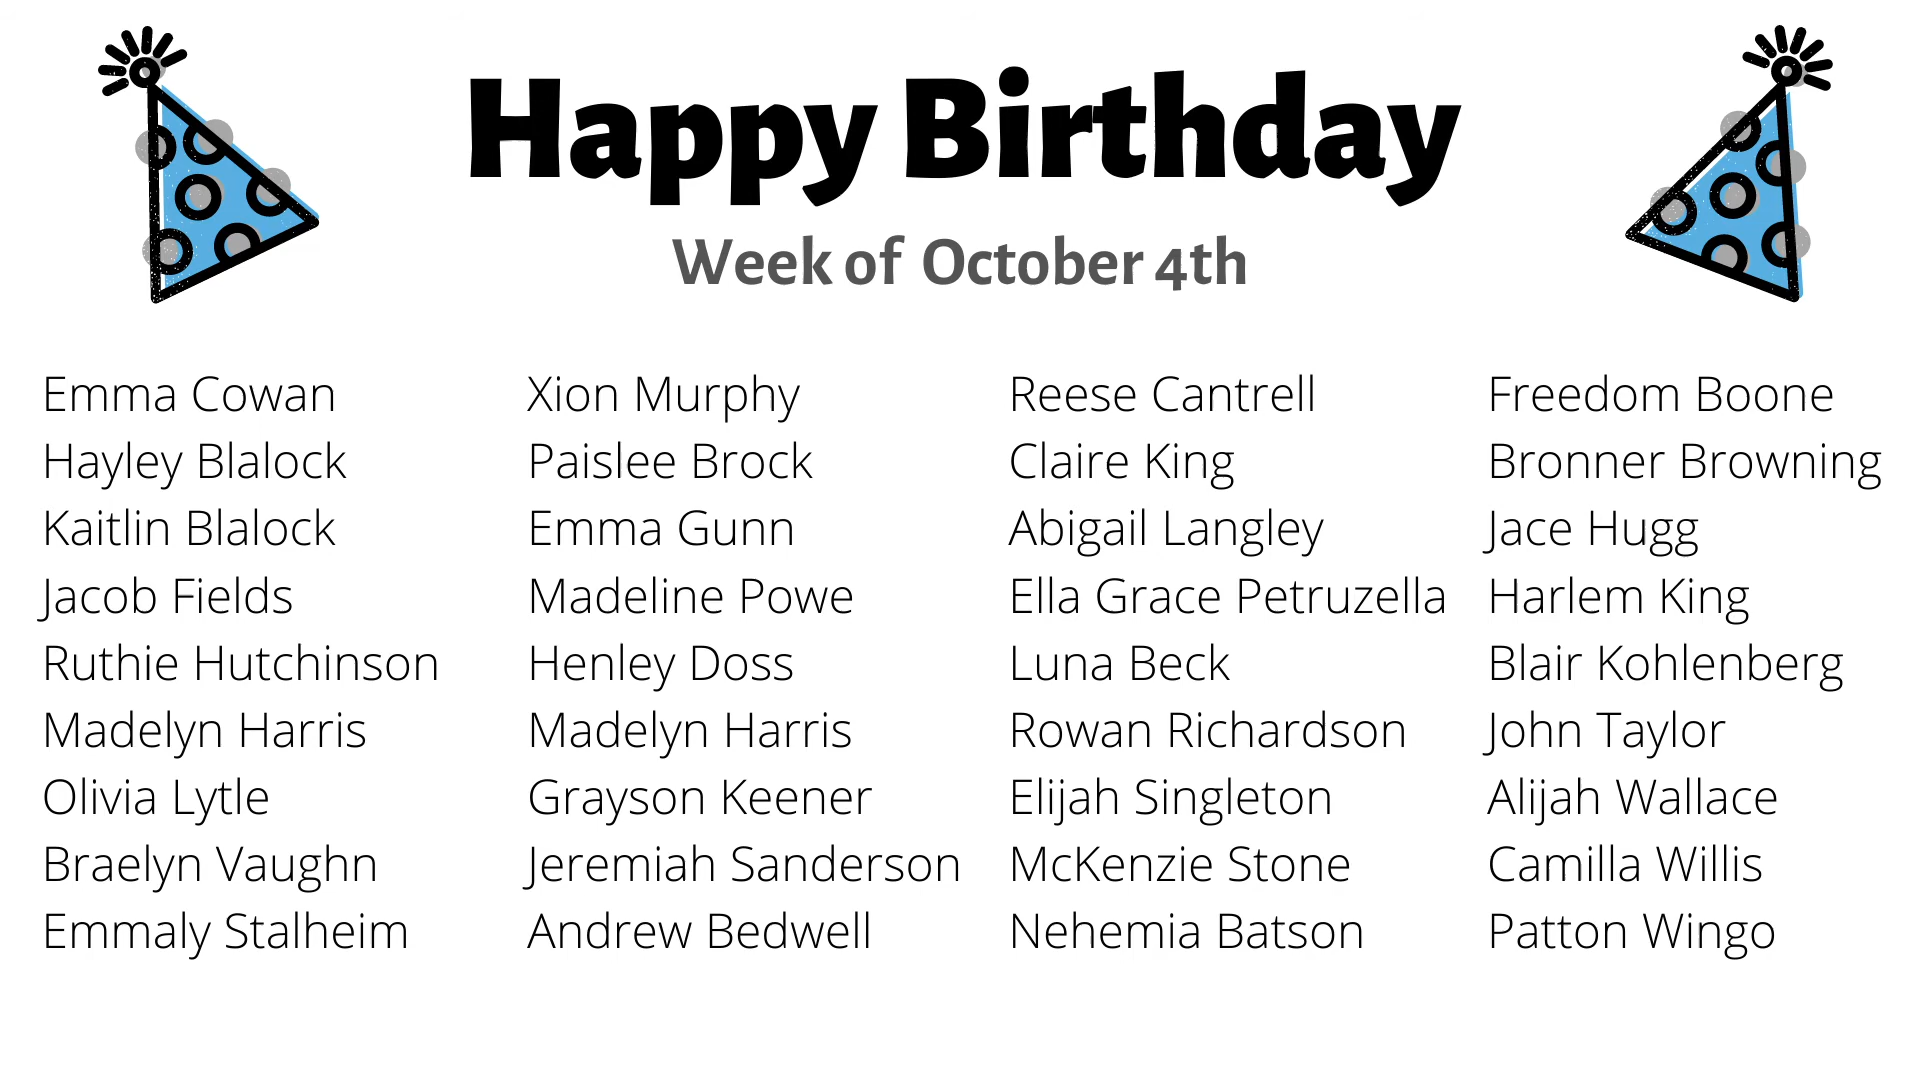 Happy Birthday
Week of October 4th
Emma Cowan
Hayley Blalock
Kaitlin Blalock
Jacob Fields
Ruthie Hutchinson
Madelyn Harris
Olivia Lytle
Braelyn Vaughn
Emmaly Stalheim
Xion Murphy
Paislee Brock
Emma Gunn
Madeline Powe
Henley Doss
Madelyn Harris
Grayson Keener
Jeremiah Sanderson
Andrew Bedwell
Reese Cantrell
Claire King
Abigail Langley
Ella Grace Petruzella
Luna Beck
Rowan Richardson
Elijah Singleton
McKenzie Stone
Nehemia Batson
Freedom Boone
Bronner Browning
Jace Hugg
Harlem King
Blair Kohlenberg
John Taylor
Alijah Wallace
Camilla Willis
Patton Wingo